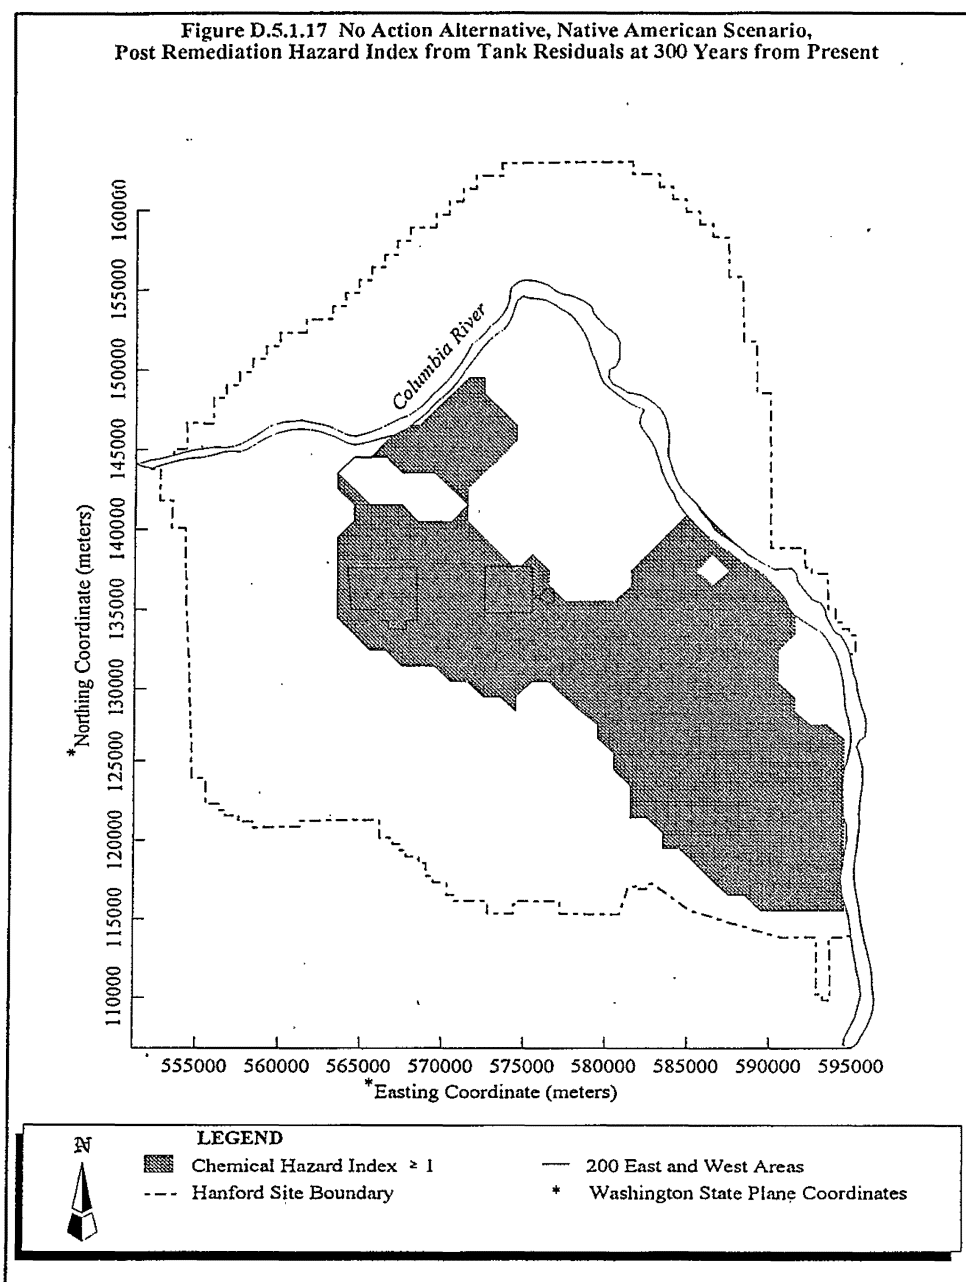 Figure D.5.1.17 No Action Alternative, Native American Scenario,
Post Remediation Hazard Index from Tank Residuals at 300 Years from Present
Columbia River
*Northing Coordinate (meters)
160000
155000
150000
145000
140000
135000
130000
125000
120000
115000
110000
555000 560000 565000 570000 575000 580000 585000 590000 595000
*Easting Coordinate (meters)
N
LEGEND
Chemical Hazard Index ≥ 1
Hanford Site Boundary
200 East and West Areas
* Washington State Plane Coordinates